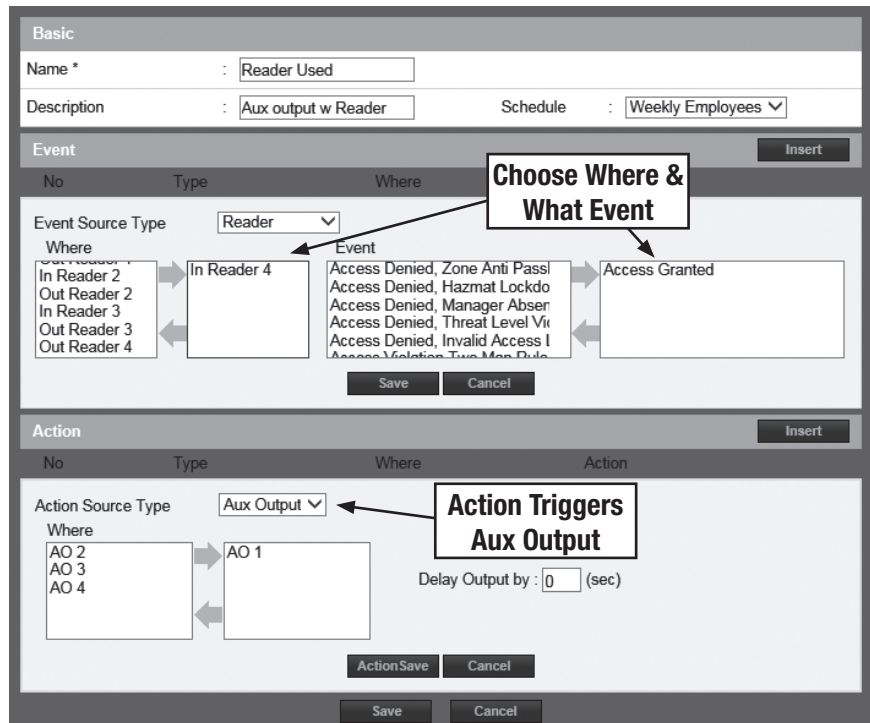 Basic
Name * : Reader Used
Description : Aux output w Reader Schedule : Weekly Employees
Event Insert
No Type Where
Choose Where &
What Event
Event Source Type Reader
Where Event
In Reader 2
Out Reader 2
In Reader 3
Out Reader 3
Out Reader 4
In Reader 4
Access Denied, Zone Anti Passl
Access Denied, Hazmat Lockdo
Access Denied, Manager Absen
Access Denied, Threat Level Vi
Access Denied, Invalid Access L
Access Violation Two Man Rule
Access Granted
Save Cancel
Action Insert
No Type Where Action
Action Source Type Aux Output
Action Triggers
Aux Output
Where
AO 2
AO 3
AO 4
AO 1
Delay Output by : 0 (sec)
ActionSave Cancel
Save Cancel